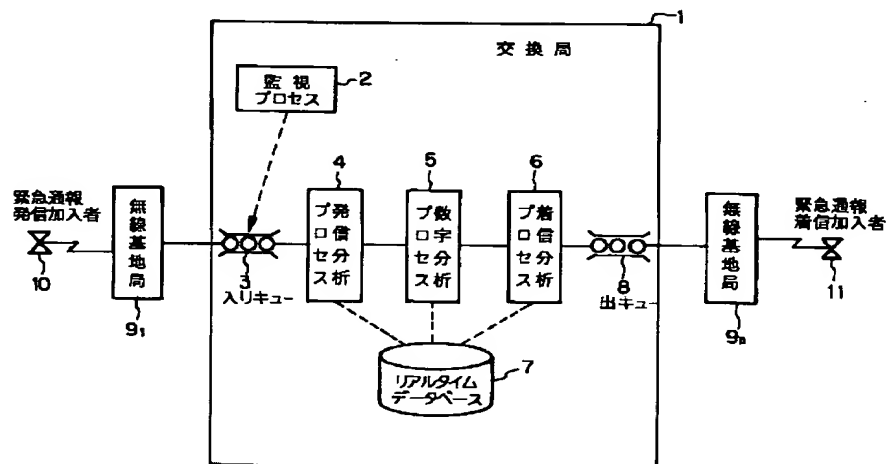 1
交換局
2
監視
プロセス
4
5
6
緊急通報
発信加入者
無線基地局
発信分析
プロセス
数字分析
プロセス
着信分析
プロセス
無線基地局
緊急通報
着信加入者
10
3
入りキュー
8
出キュー
11
9₁
9ₙ
7
リアルタイム
データベース